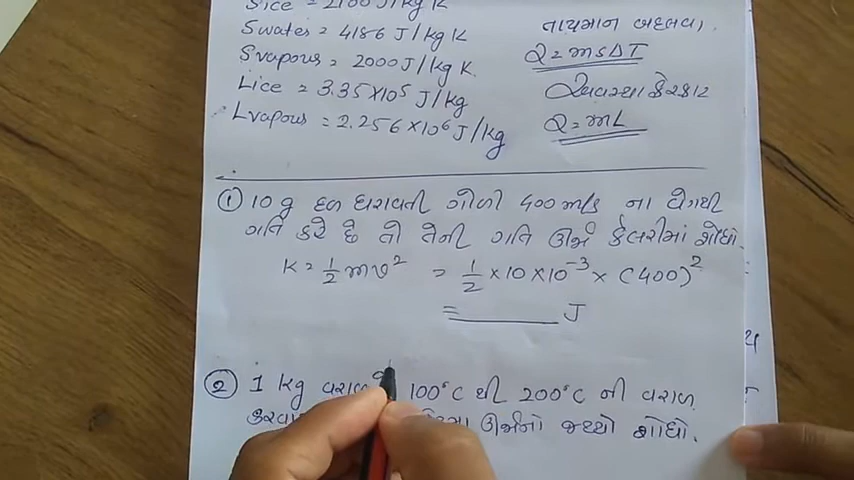 Sice = 2100 J/kg K
Swater = 4186 J/kg K
Svapour = 2000 J/kg K.
Lice = 3.35×10⁵ J/kg
Lvapour = 2.256×10⁶ J/kg
તાપમાન બદલવા,
Q = msΔT
અવસ્થા ફેરફાર
Q = mL
① 10 g દળ ધરાવતી ગોળી 400 m/s ના વેગથી
ગતિ કરે છે તો તેની ગતિ ઊર્જા કેલરીમાં શોધો.
K = 1/2 mv² = 1/2 × 10 × 10⁻³ × (400)²
= J
② 1 kg 100°C થી 200°C ની વરાળ
ઊર્જાનો જથ્થો શોધો.